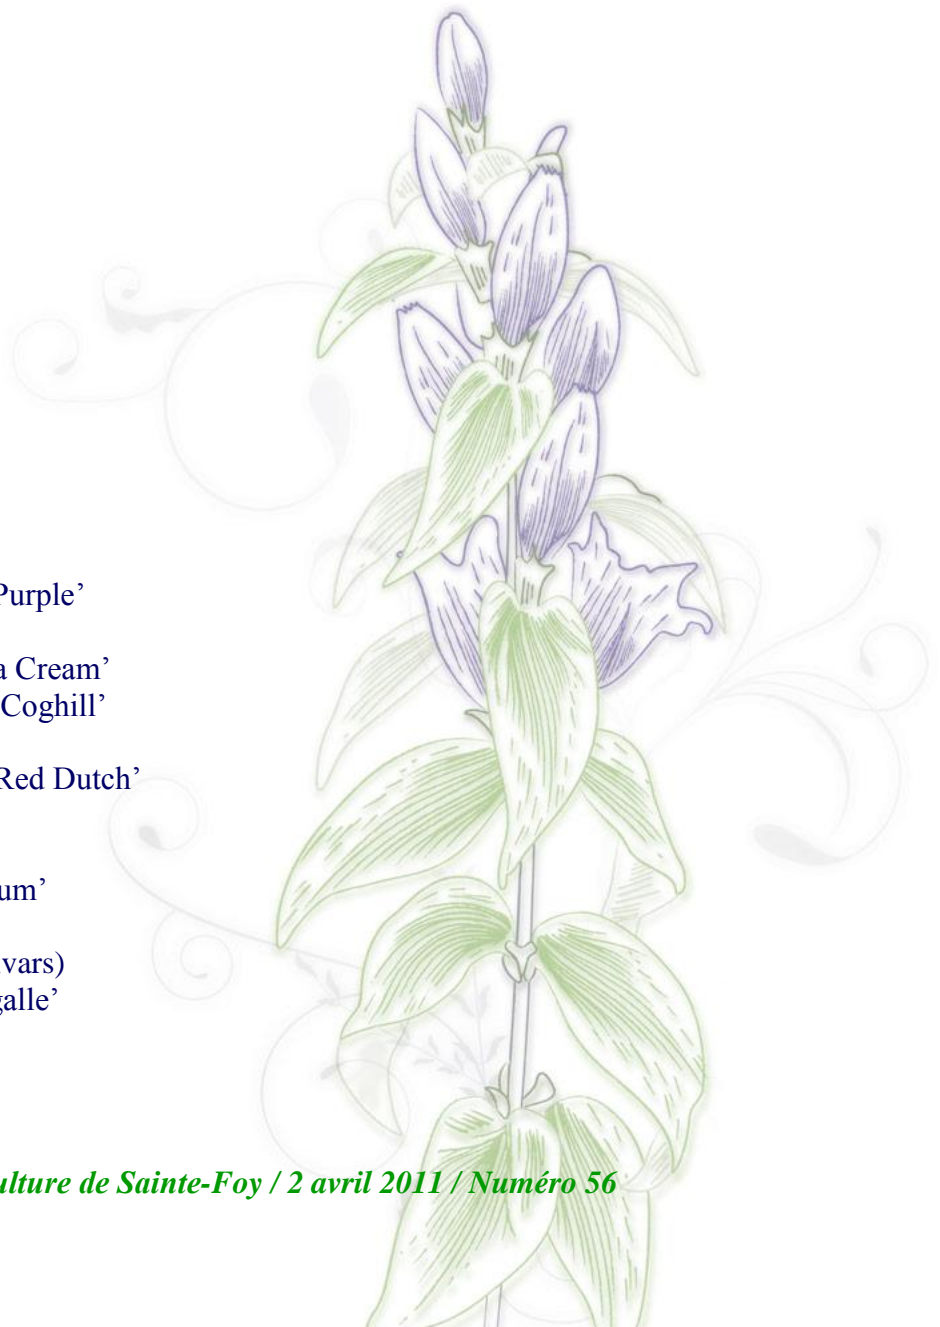 Purple’
a Cream’
Coghill’
Red Dutch’
um’
vars)
galle’
ulture de Sainte-Foy / 2 avril 2011 / Numéro 56